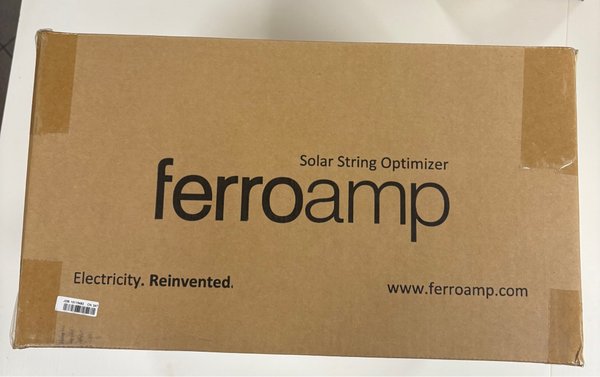 Solar String Optimizer
ferroamp
Electricity. Reinvented.
www.ferroamp.com